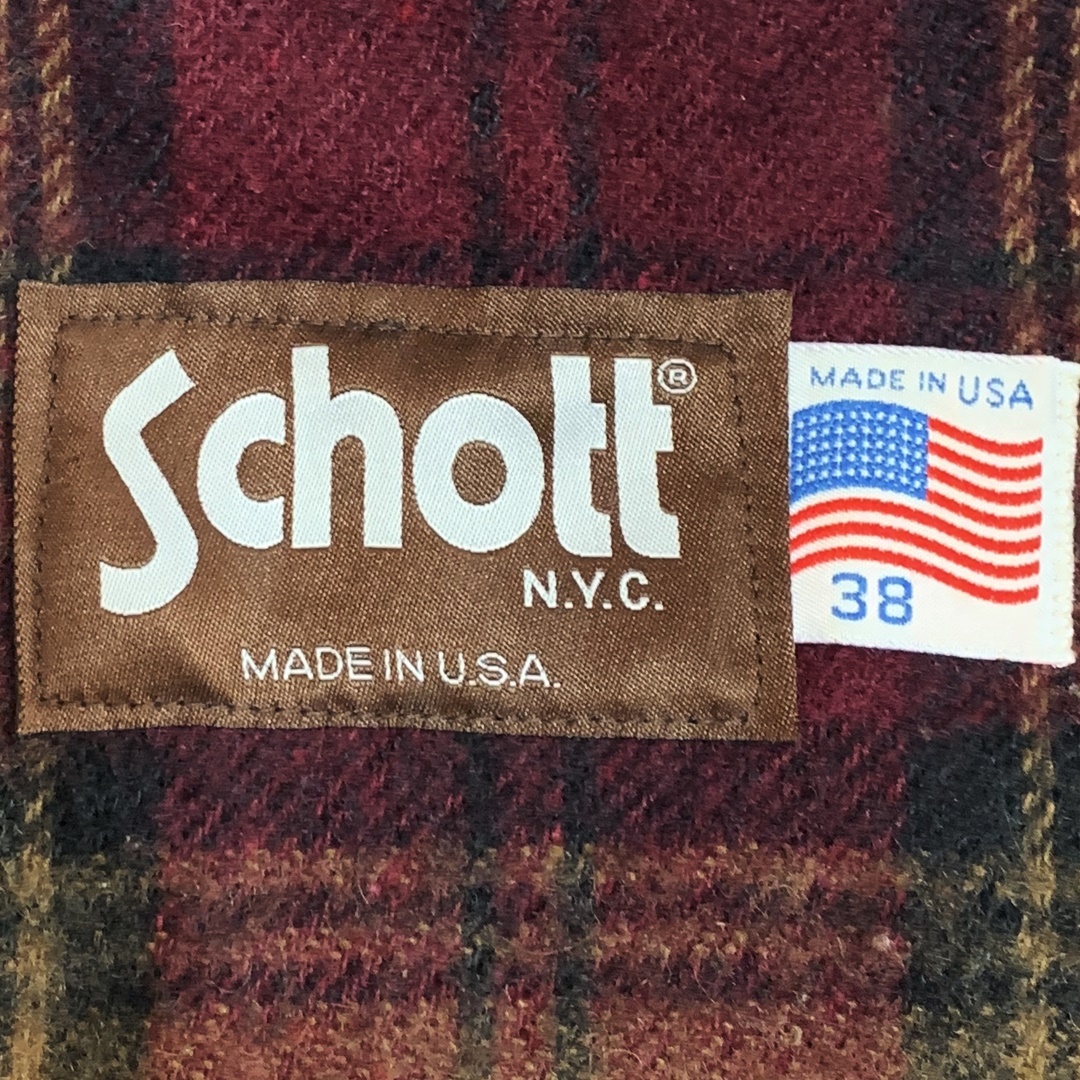 Schott®
N.Y.C.
MADE IN U.S.A.
MADE IN USA
38